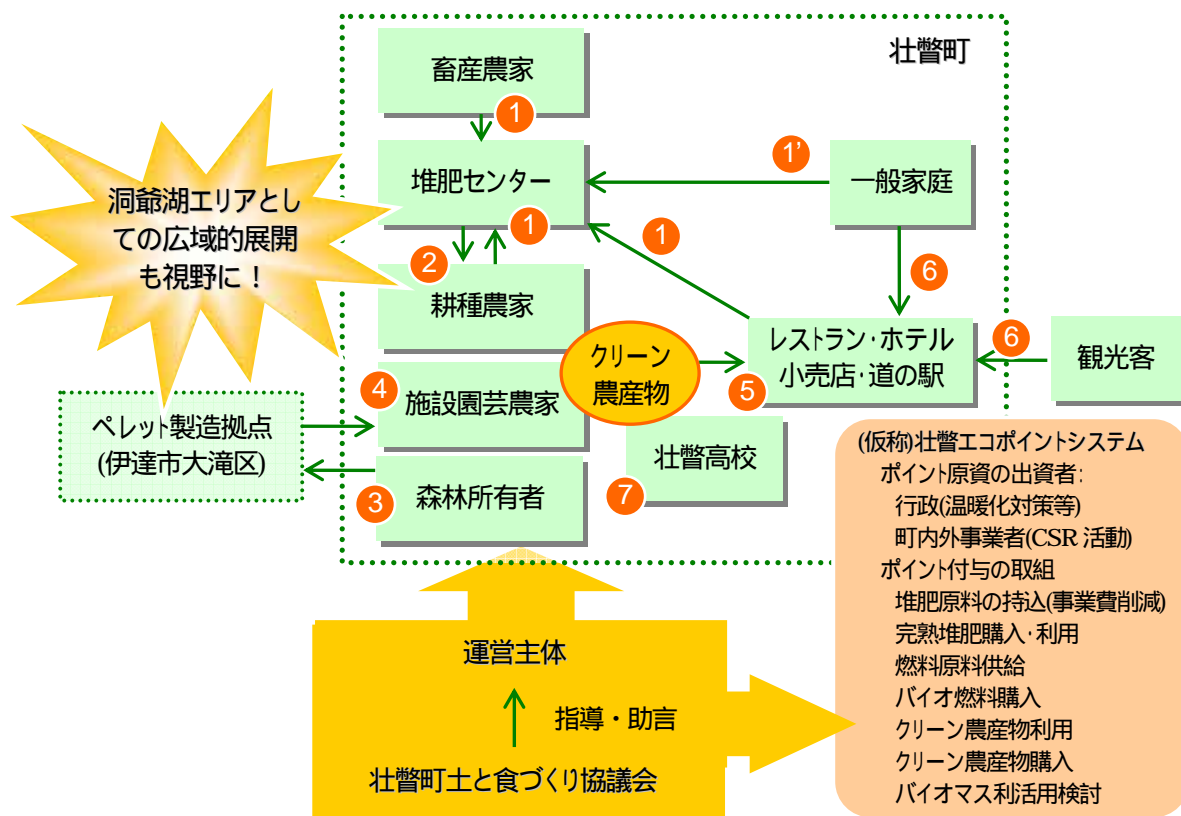 壮瞥町
畜産農家
1
堆肥センター
1'
一般家庭
1
1
2
洞爺湖エリアとし
ての広域的展開
も視野に！
耕種農家
6
クリーン
農産物
レストラン・ホテル
小売店・道の駅
5
6
観光客
4
施設園芸農家
ペレット製造拠点
(伊達市大滝区)
壮瞥高校
7
3
森林所有者
(仮称)壮瞥エコポイントシステム
ポイント原資の出資者：
行政(温暖化対策等)
町内外事業者(CSR 活動)
ポイント付与の取組
堆肥原料の持込(事業費削減)
完熟堆肥購入・利用
燃料原料供給
バイオ燃料購入
クリーン農産物利用
クリーン農産物購入
バイオマス利活用検討
運営主体
指導・助言
壮瞥町土と食づくり協議会